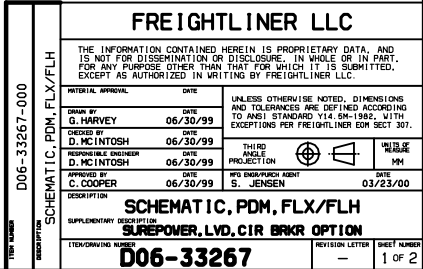 FREIGHTLINER LLC
THE INFORMATION CONTAINED HEREIN IS PROPRIETARY DATA, AND
IS NOT FOR DISSEMINATION OR DISCLOSURE, IN WHOLE OR IN PART,
FOR ANY PURPOSE OTHER THAN THAT FOR WHICH IT IS SUBMITTED,
EXCEPT AS AUTHORIZED IN WRITING BY FREIGHTLINER LLC.
MATERIAL APPROVAL DATE
DRAWN BY DATE
G. HARVEY 06/30/99
CHECKED BY DATE
D. MCINTOSH 06/30/99
RESPONSIBLE ENGINEER DATE
D. MCINTOSH 06/30/99
APPROVED BY DATE
C. COOPER 06/30/99
UNLESS OTHERWISE NOTED, DIMENSIONS
AND TOLERANCES ARE DEFINED ACCORDING
TO ANSI STANDARD Y14.5M-1982, WITH
EXCEPTIONS PER FREIGHTLINER EOM SECT 307.
THIRD
ANGLE
PROJECTION
UNITS OF
MEASURE
MM
MFG ENGR/PURCH AGENT DATE
S. JENSEN 03/23/00
DESCRIPTION
SCHEMATIC, PDM, FLX/FLH
SUPPLEMENTARY DESCRIPTION
SUREPOWER, LVD, CIR BRKR OPTION
ITEM/DRAWING NUMBER
D06-33267
REVISION LETTER
–
SHEET NUMBER
1 OF 2
ITEM NUMBER
D06-33267-000
DESCRIPTION
SCHEMATIC, PDM, FLX/FLH